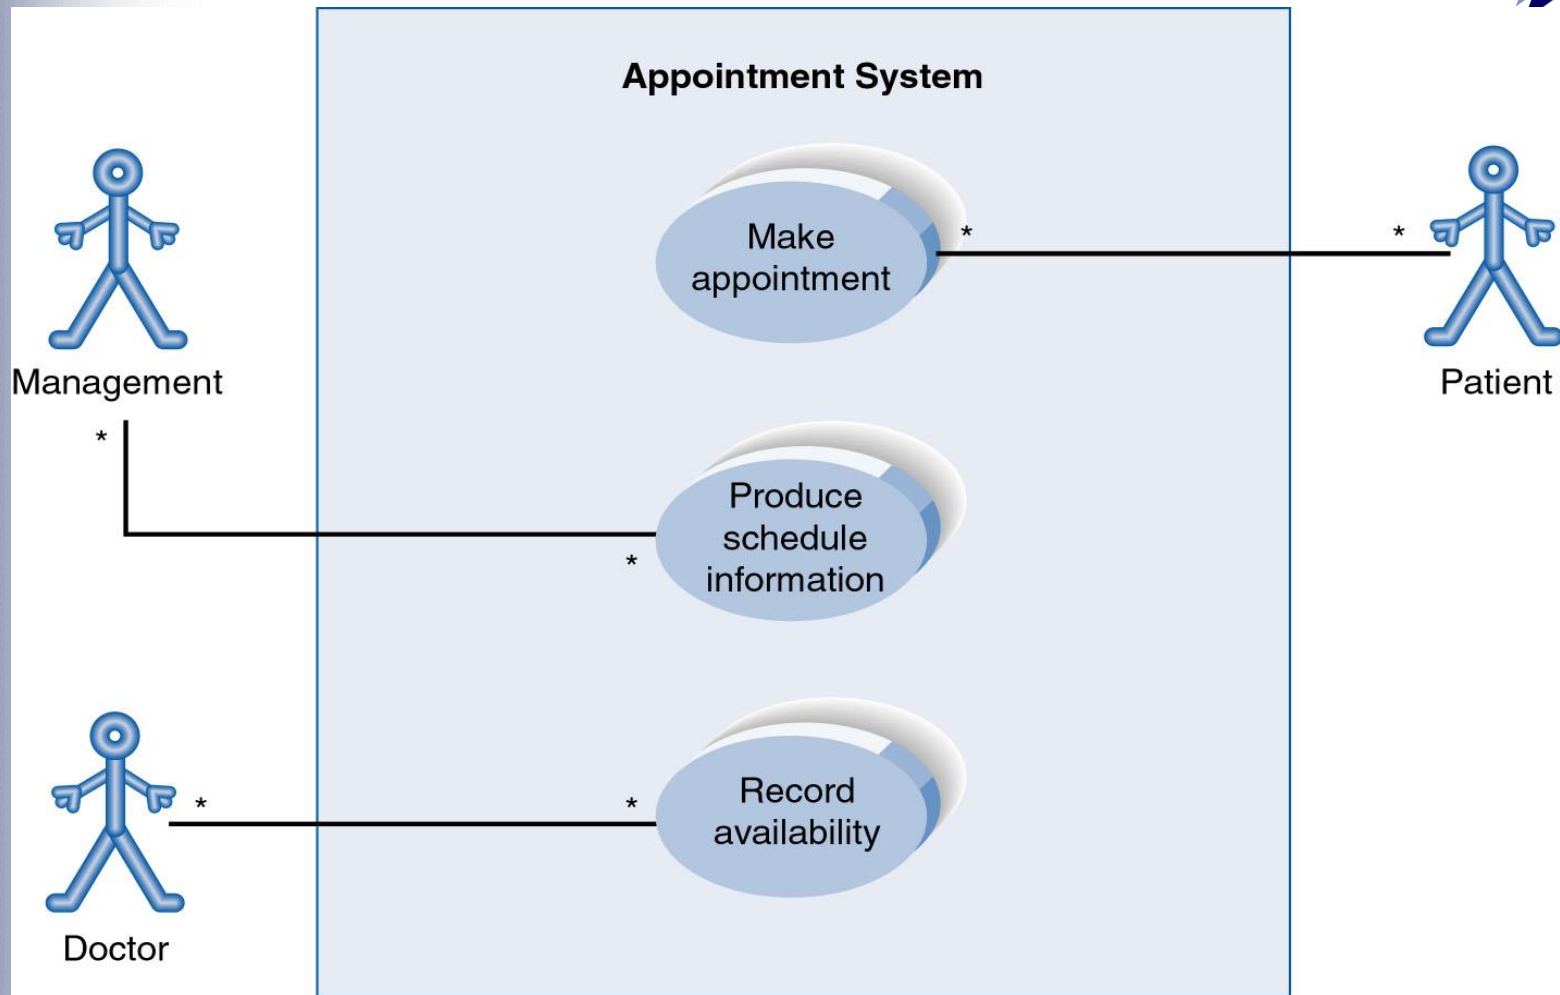 Appointment System
Make
appointment
*
*
Management
Patient
*
Produce
schedule
information
*
Record
availability
*
*
Doctor